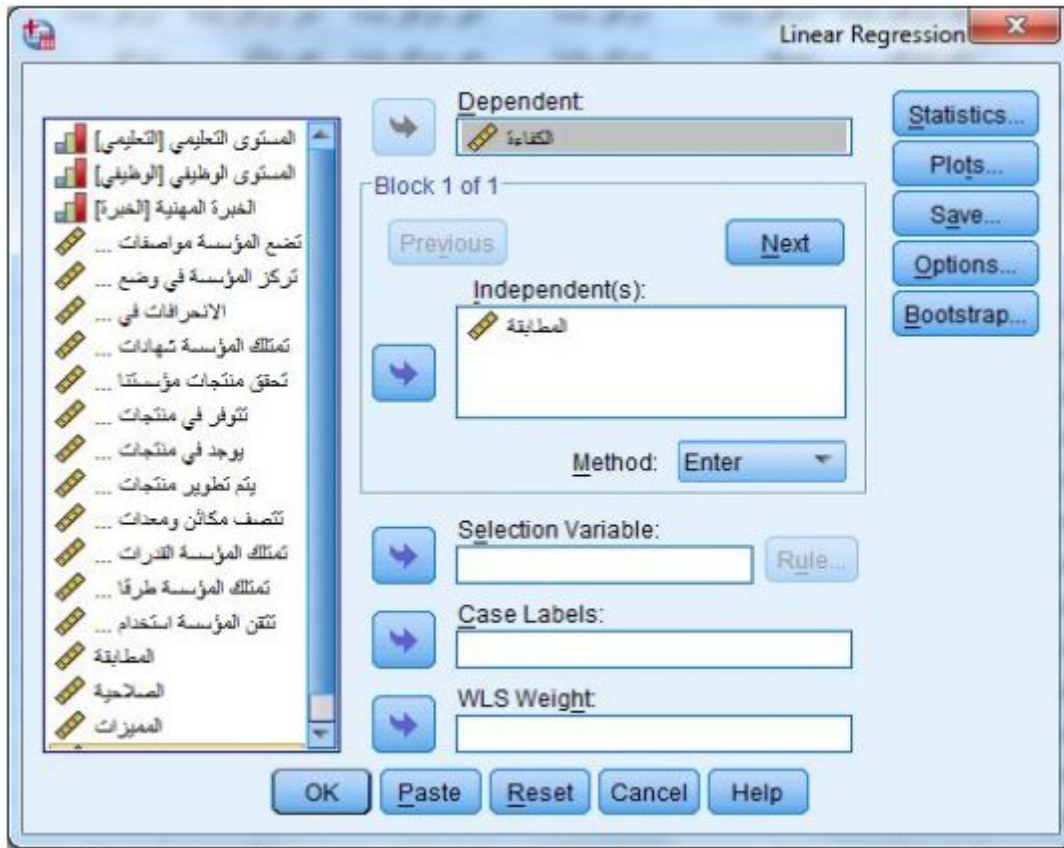 Linear Regression
المستوى التعليمي [التعليمي]
المستوى الوظيفي [الوظيفي]
الخبرة المهنية [الخبرة]
تضع المؤسسة مواصفات ...
تركز المؤسسة في وضع ...
الانحرافات في ...
تمتلك المؤسسة شهادات ...
تحقق منتجات مؤسستنا ...
تتوفر في منتجات ...
يوجد في منتجات ...
يتم تطوير منتجات ...
تتصف مكائن ومعدات ...
تمتلك المؤسسة القدرات ...
تمتلك المؤسسة طرقا ...
تتقن المؤسسة استخدام ...
المطابقة
الصلاحية
المميزات
Dependent:
الكفاءة
Block 1 of 1
Previous
Next
Independent(s):
المطابقة
Method: Enter
Selection Variable:
Rule...
Case Labels:
WLS Weight:
Statistics...
Plots...
Save...
Options...
Bootstrap...
OK Paste Reset Cancel Help